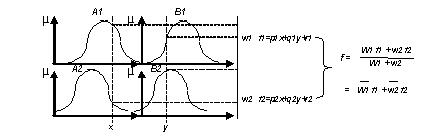 A1
B1
μ
μ
w1 f1=p1x+q1y+r1
A2
B2
μ
μ
w2 f2=p2x+q2y+r2
x
y
f = w1 f1 +w2 f2
w1 + w2
= w1 f1 + w2 f2